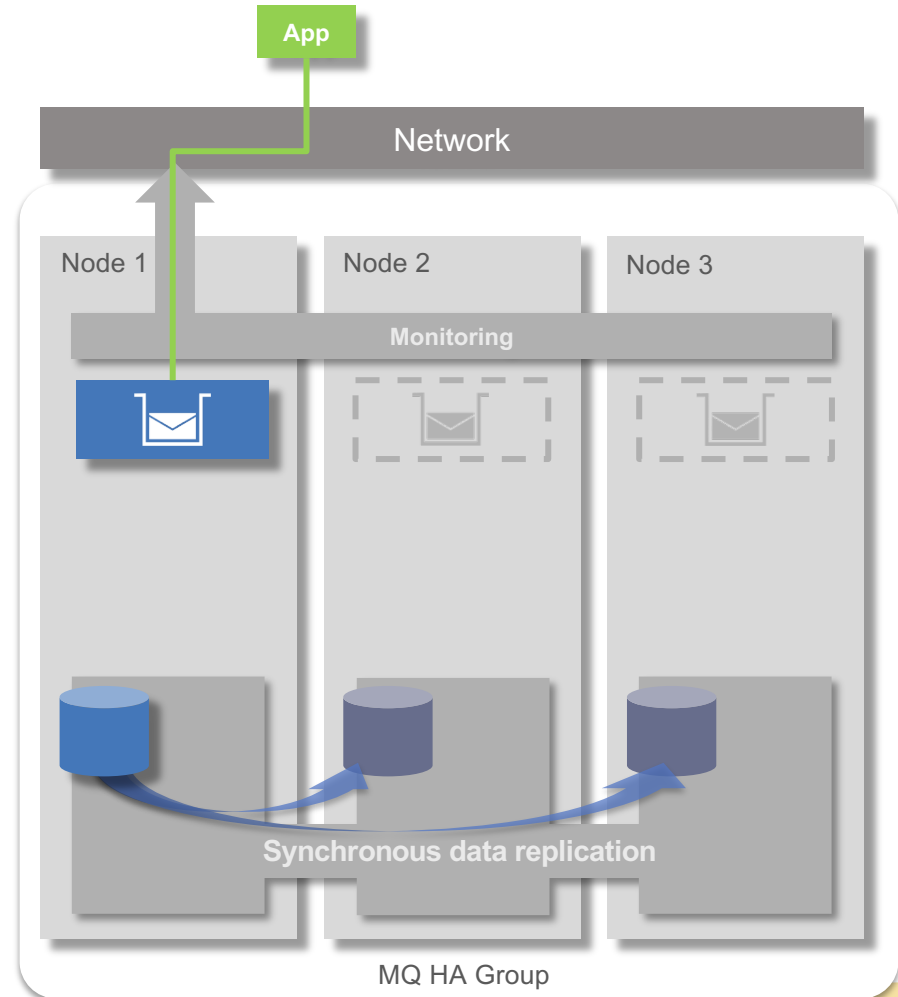 App
Network
Node 1
Node 2
Node 3
Monitoring
Synchronous data replication
MQ HA Group